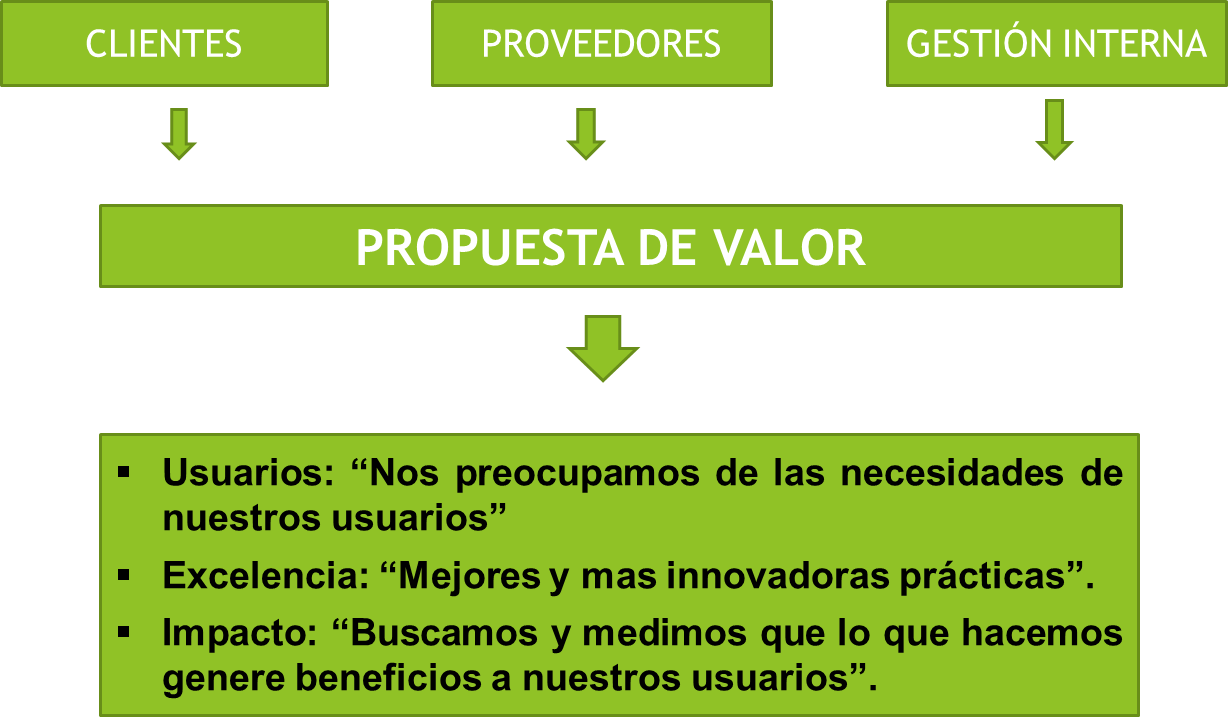 CLIENTES
PROVEEDORES
GESTIÓN INTERNA
PROPUESTA DE VALOR
▪ Usuarios: “Nos preocupamos de las necesidades de
nuestros usuarios”
▪ Excelencia: “Mejores y mas innovadoras prácticas”.
▪ Impacto: “Buscamos y medimos que lo que hacemos
genere beneficios a nuestros usuarios”.